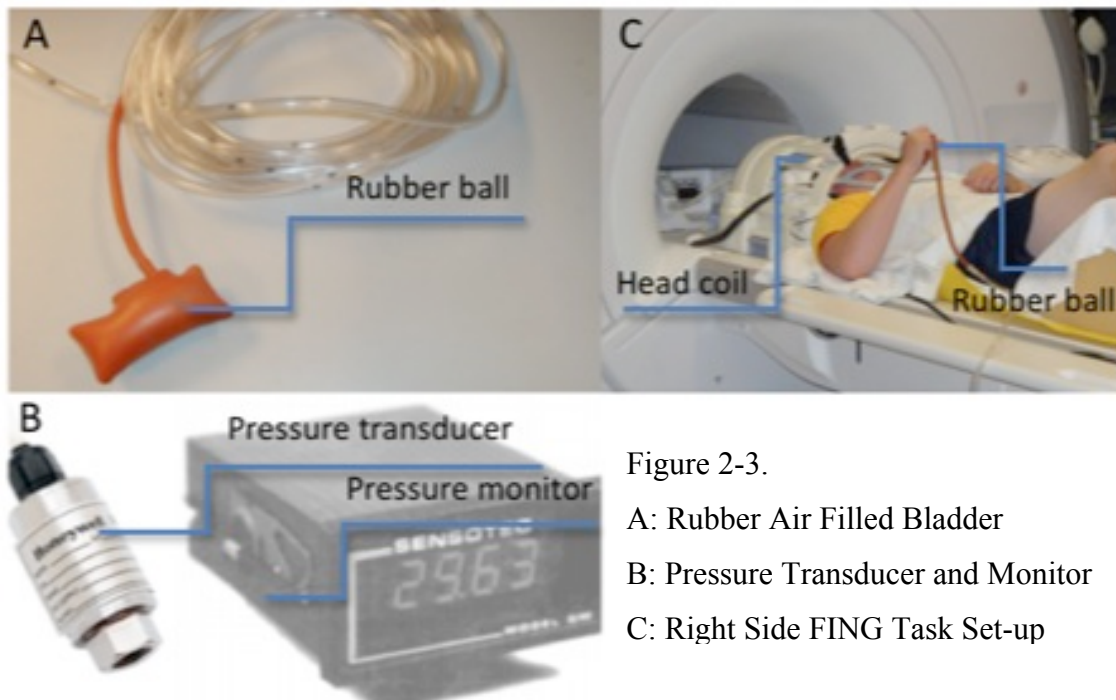 A
Rubber ball
C
Head coil
Rubber ball
B
Pressure transducer
Pressure monitor
Honeywell
SENSOTEC
29.63
Figure 2-3.
A: Rubber Air Filled Bladder
B: Pressure Transducer and Monitor
C: Right Side FING Task Set-up